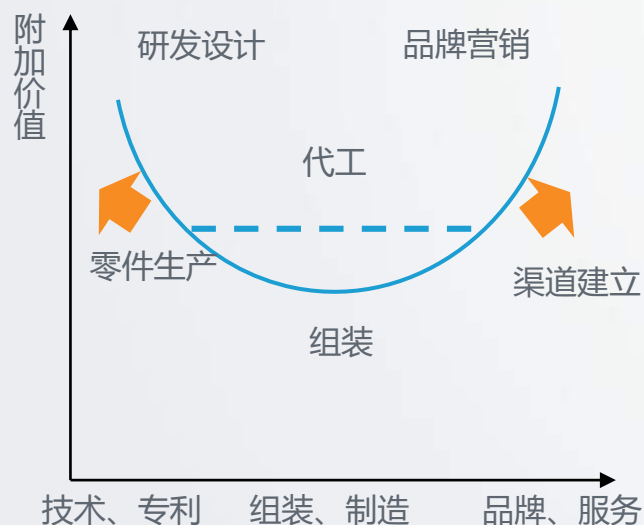 附加价值
研发设计
品牌营销
代工
零件生产
渠道建立
组装
技术、专利
组装、制造
品牌、服务